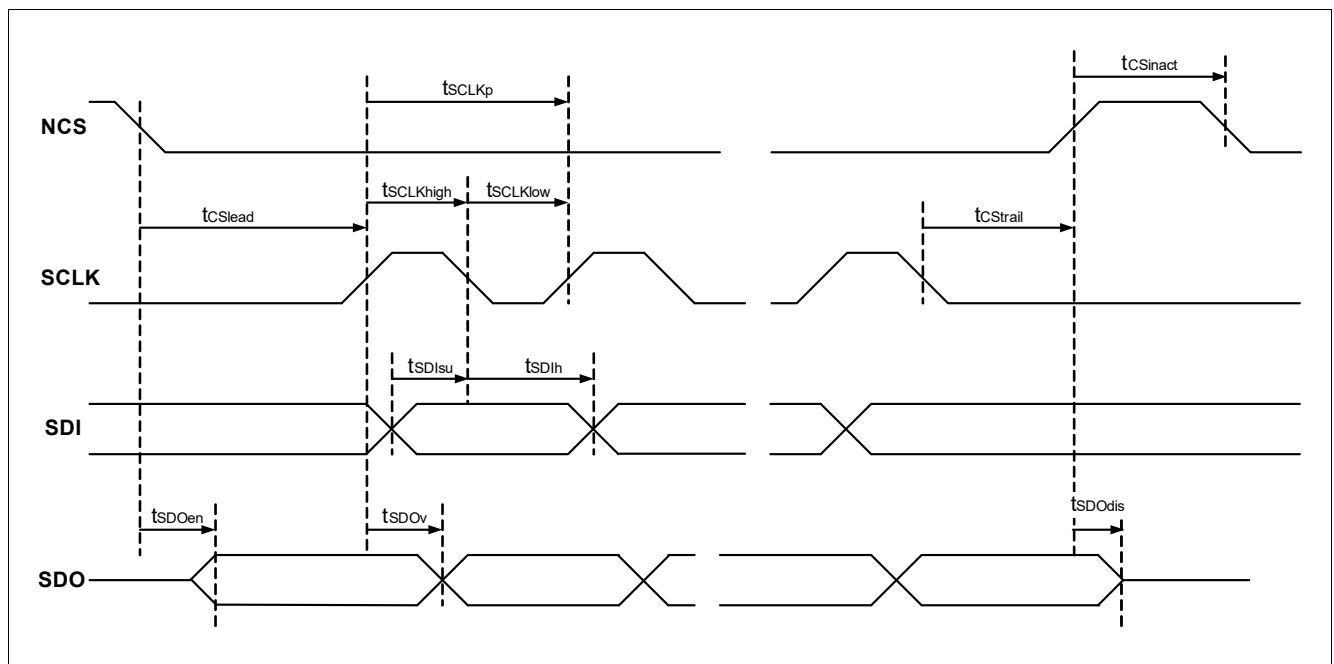 tCSinact
tSCLKp
NCS
tSCLKhigh
tSCLKlow
tCSlead
tCStrail
SCLK
tSDIsu
tSDIh
SDI
tSDOen
tSDOv
tSDOdis
SDO